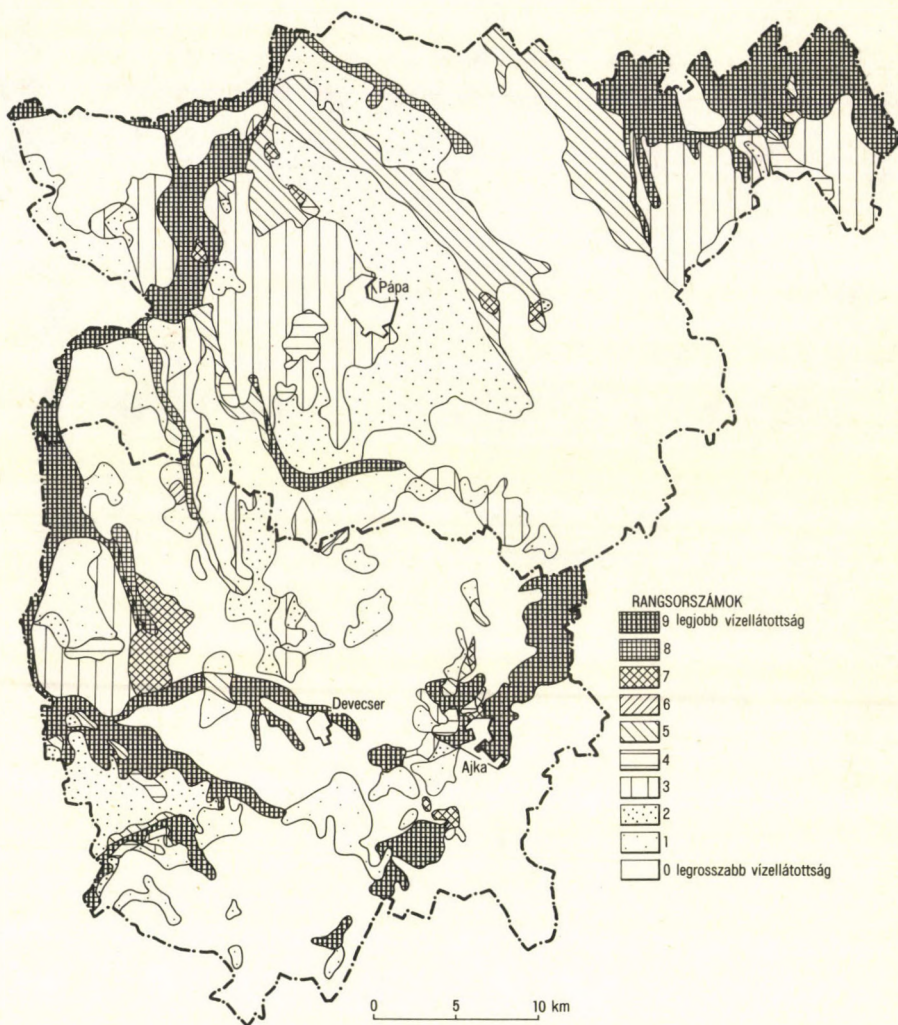 Pápa
Devecser
Ajka
RANGSORSZÁMOK
9 legjobb vízellátottság
8
7
6
5
4
3
2
1
0 legrosszabb vízellátottság
0 5 10 km